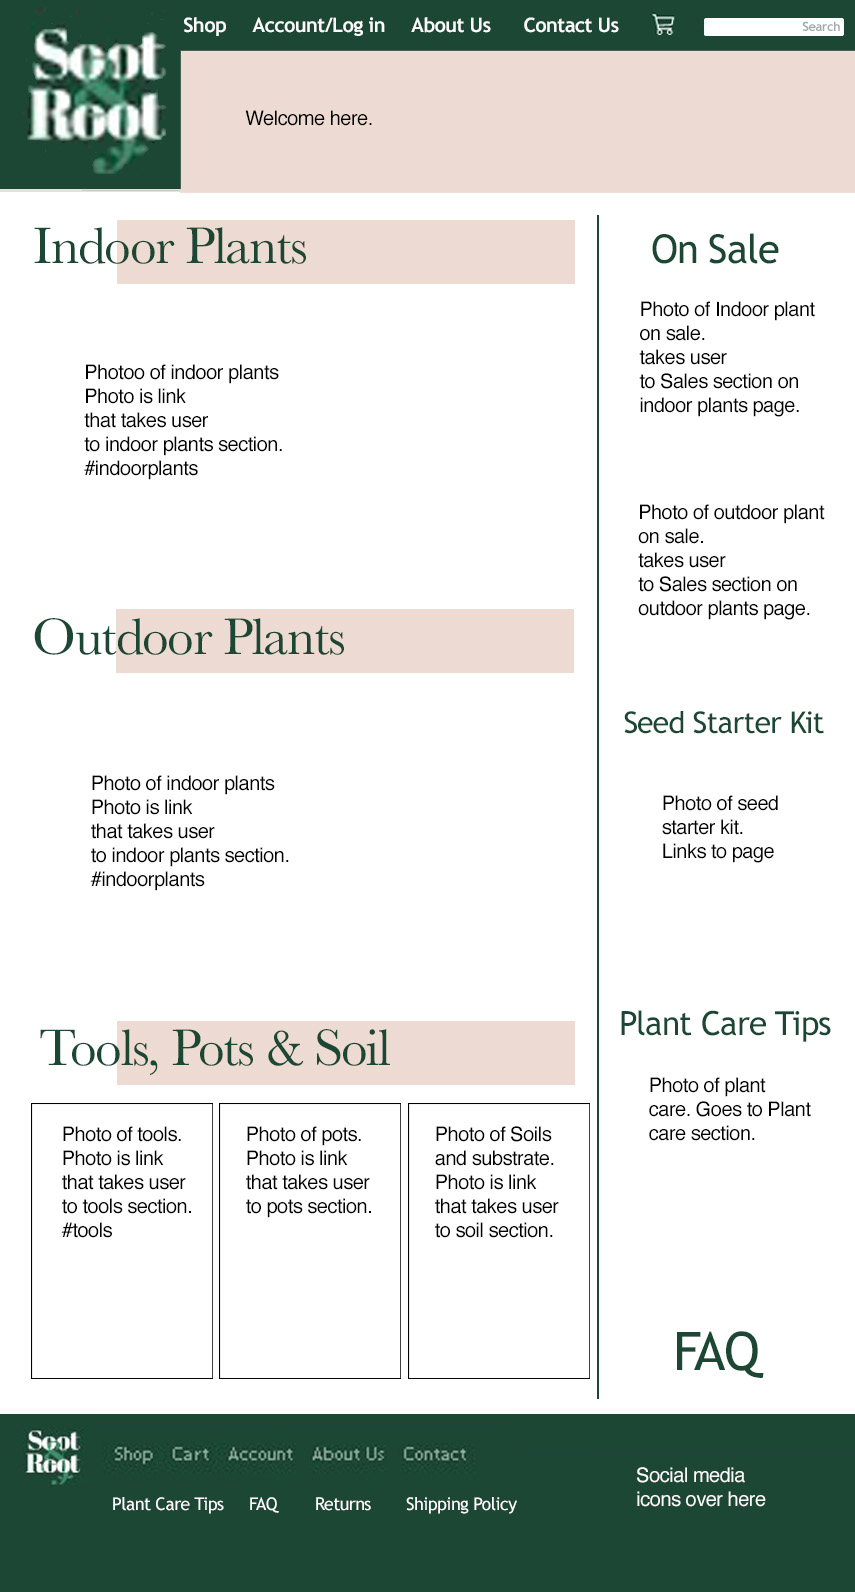 Shop Account/Log in About Us Contact Us Search
Soot
&
Root
Welcome here.
Indoor Plants
Photoo of indoor plants
Photo is link
that takes user
to indoor plants section.
#indoorplants
Outdoor Plants
Photo of indoor plants
Photo is link
that takes user
to indoor plants section.
#indoorplants
Tools, Pots & Soil
Photo of tools.
Photo is link
that takes user
to tools section.
#tools
Photo of pots.
Photo is link
that takes user
to pots section.
Photo of Soils
and substrate.
Photo is link
that takes user
to soil section.
On Sale
Photo of Indoor plant
on sale.
takes user
to Sales section on
indoor plants page.
Photo of outdoor plant
on sale.
takes user
to Sales section on
outdoor plants page.
Seed Starter Kit
Photo of seed
starter kit.
Links to page
Plant Care Tips
Photo of plant
care. Goes to Plant
care section.
FAQ
Soot
&
Root
Shop Cart Account About Us Contact
Plant Care Tips FAQ Returns Shipping Policy
Social media
icons over here